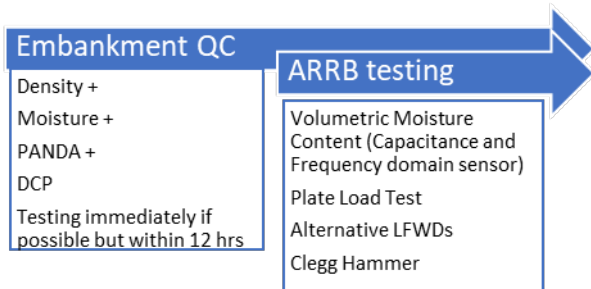 Embankment QC
Density +
Moisture +
PANDA +
DCP
Testing immediately if
possible but within 12 hrs
ARRB testing
Volumetric Moisture
Content (Capacitance and
Frequency domain sensor)
Plate Load Test
Alternative LFWDs
Clegg Hammer